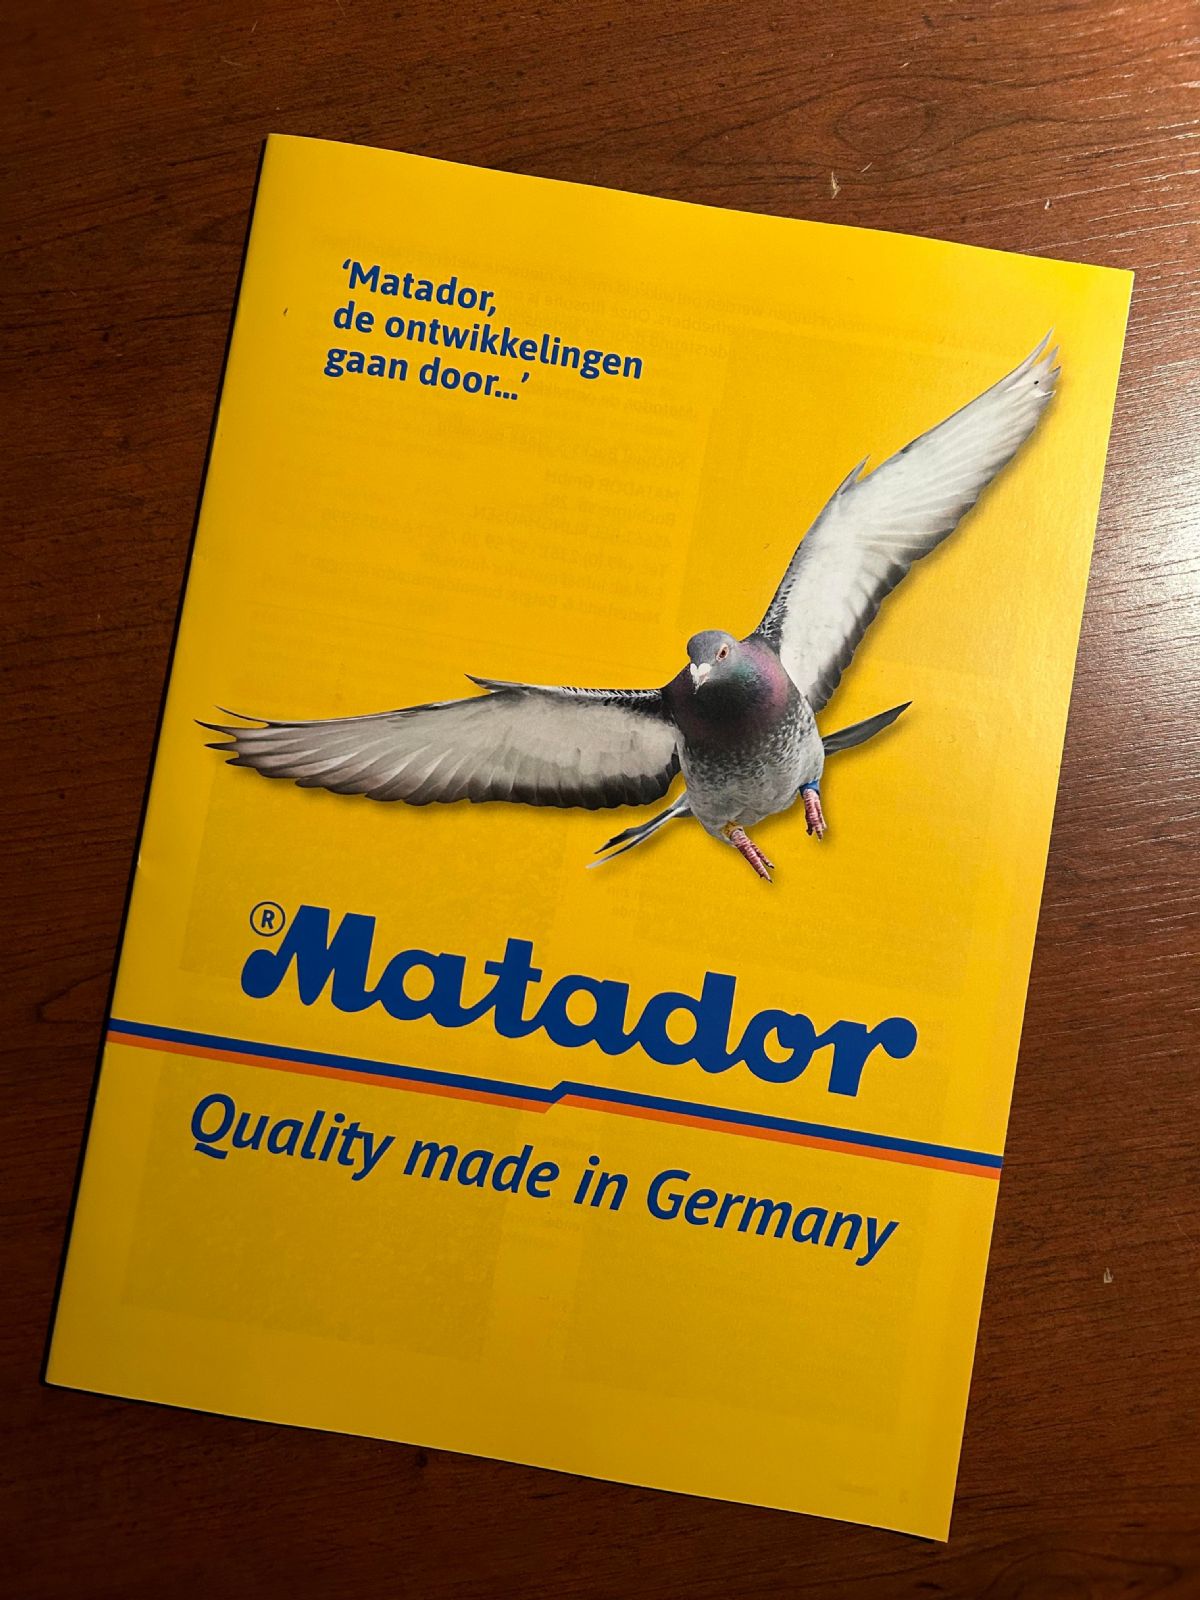 ‘Matador,
de ontwikkelingen
gaan door...’
® Matador
Quality made in Germany